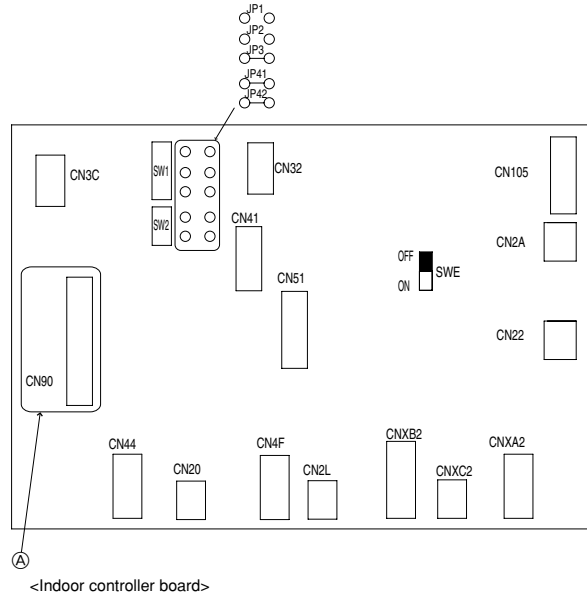 JP1
JP2
JP3
JP41
JP42
CN3C
SW1
CN32
CN105
SW2
CN41
CN2A
OFF
SWE
ON
CN51
CN22
CN90
CN44
CN20
CN4F
CN2L
CNXB2
CNXC2
CNXA2
A
<Indoor controller board>